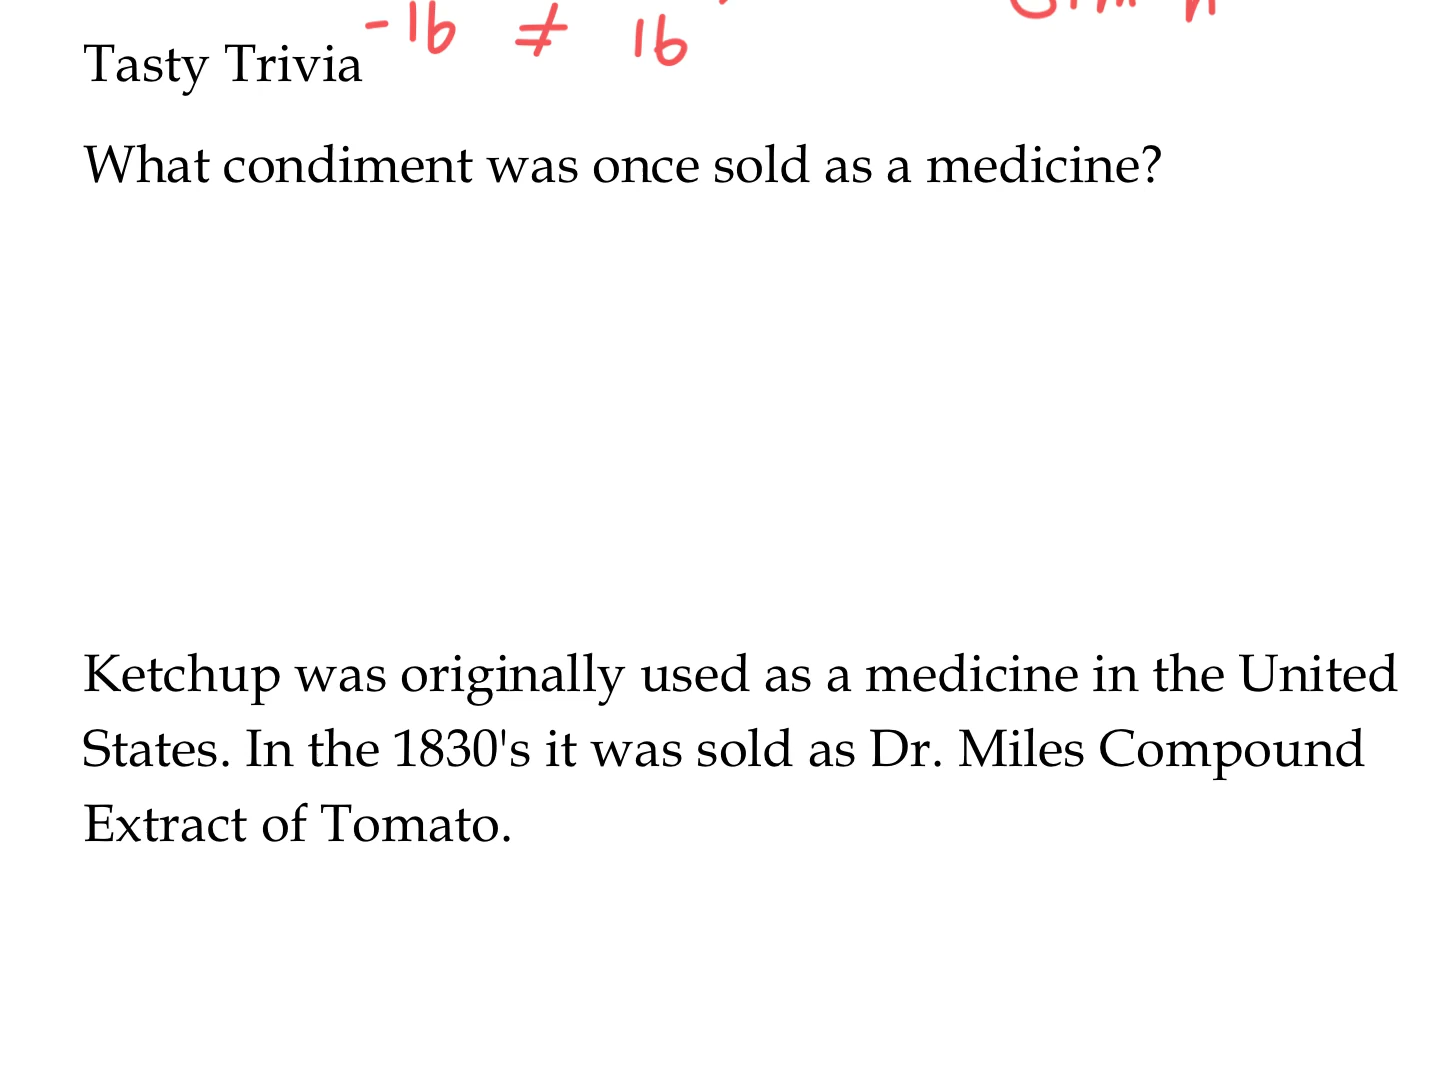 -16 ≠ 16
Tasty Trivia
What condiment was once sold as a medicine?
Ketchup was originally used as a medicine in the United
States. In the 1830's it was sold as Dr. Miles Compound
Extract of Tomato.